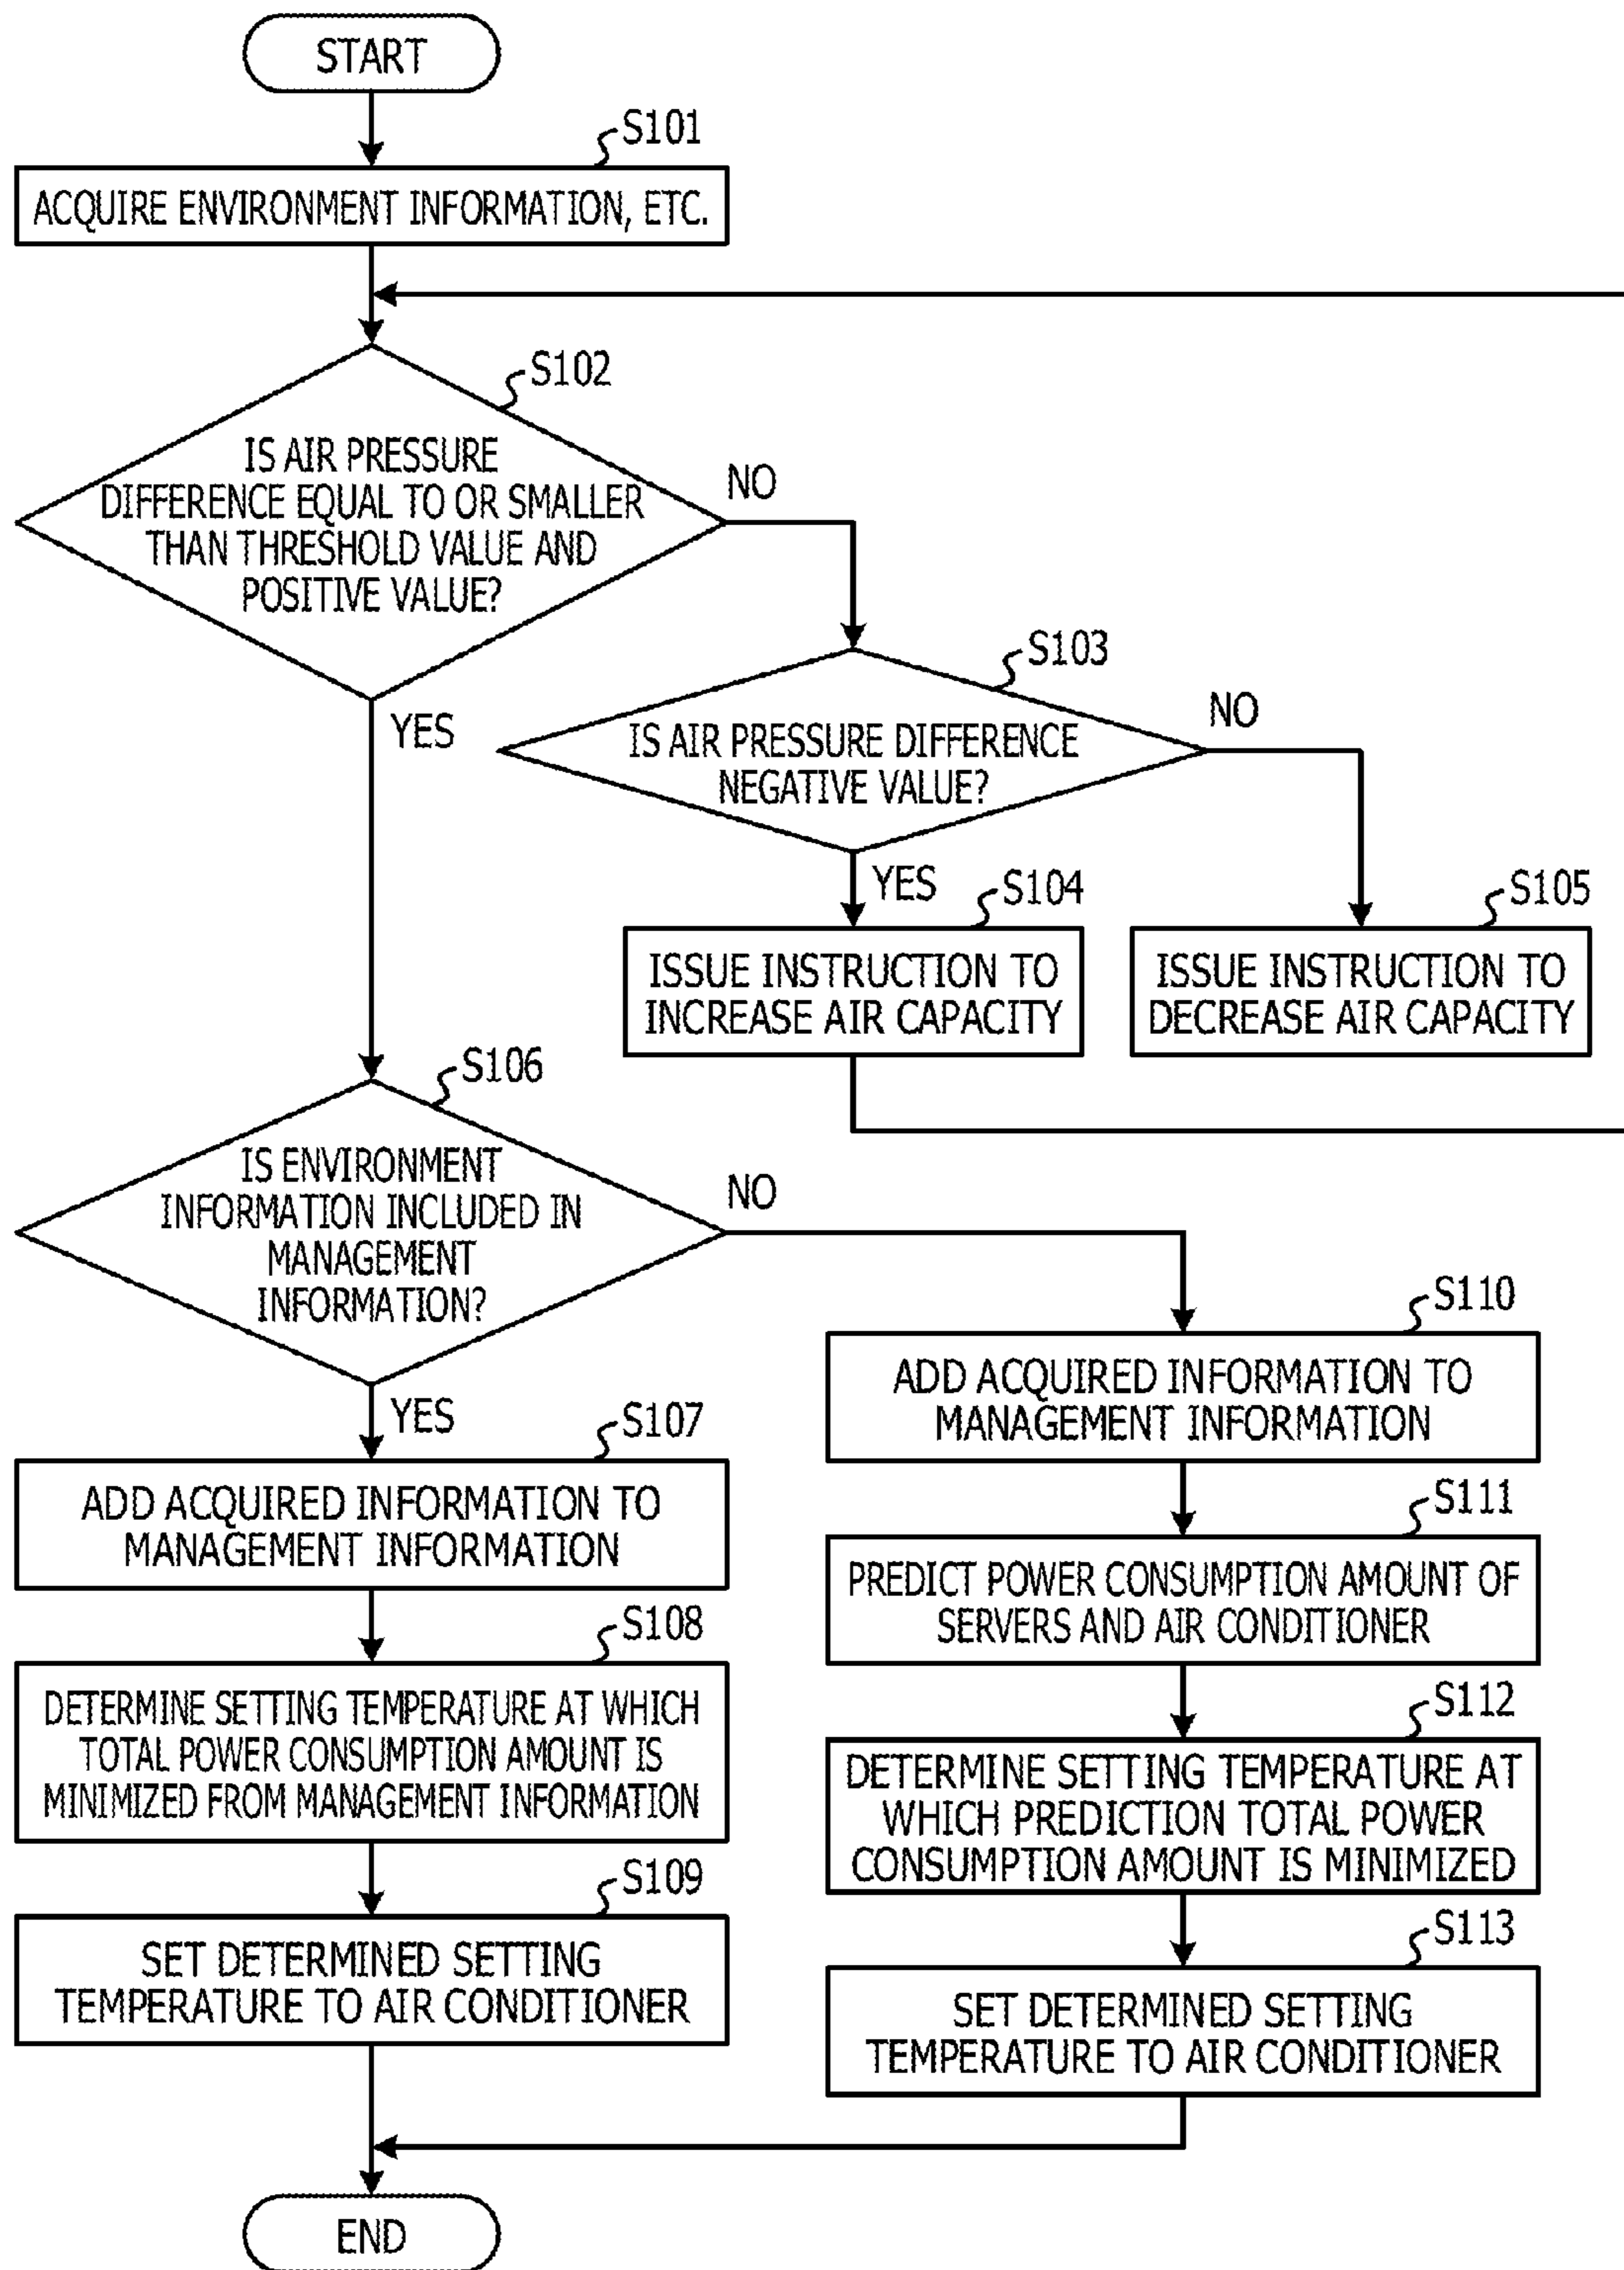 START
S101
ACQUIRE ENVIRONMENT INFORMATION, ETC.
S102
IS AIR PRESSURE
DIFFERENCE EQUAL TO OR SMALLER
THAN THRESHOLD VALUE AND
POSITIVE VALUE?
NO
YES
S103
IS AIR PRESSURE DIFFERENCE
NEGATIVE VALUE?
NO
YES
S104
ISSUE INSTRUCTION TO
INCREASE AIR CAPACITY
S105
ISSUE INSTRUCTION TO
DECREASE AIR CAPACITY
S106
IS ENVIRONMENT
INFORMATION INCLUDED IN
MANAGEMENT
INFORMATION?
NO
YES
S107
ADD ACQUIRED INFORMATION TO
MANAGEMENT INFORMATION
S108
DETERMINE SETTING TEMPERATURE AT WHICH
TOTAL POWER CONSUMPTION AMOUNT IS
MINIMIZED FROM MANAGEMENT INFORMATION
S109
SET DETERMINED SETTING
TEMPERATURE TO AIR CONDITIONER
S110
ADD ACQUIRED INFORMATION TO
MANAGEMENT INFORMATION
S111
PREDICT POWER CONSUMPTION AMOUNT OF
SERVERS AND AIR CONDITIONER
S112
DETERMINE SETTING TEMPERATURE AT
WHICH PREDICTION TOTAL POWER
CONSUMPTION AMOUNT IS MINIMIZED
S113
SET DETERMINED SETTING
TEMPERATURE TO AIR CONDITIONER
END